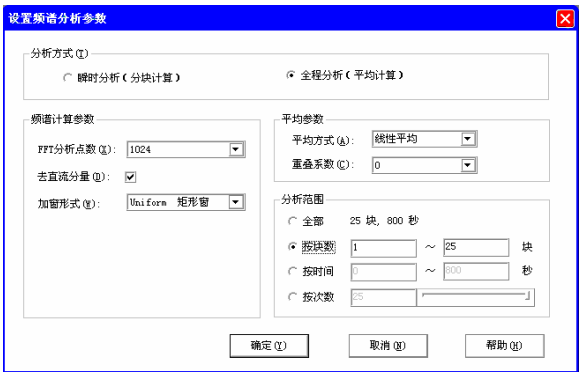 设置频谱分析参数
分析方式(T)
瞬时分析(分块计算)
全程分析(平均计算)
频谱计算参数
FFT分析点数(X): 1024
去直流分量(D):
加窗形式(W): Uniform 矩形窗
平均参数
平均方式(A): 线性平均
重叠系数(C): 0
分析范围
全部 25 块, 800 秒
按块数 1 ~ 25 块
按时间 0 ~ 800 秒
按次数 25
确定(Y) 取消(N) 帮助(H)